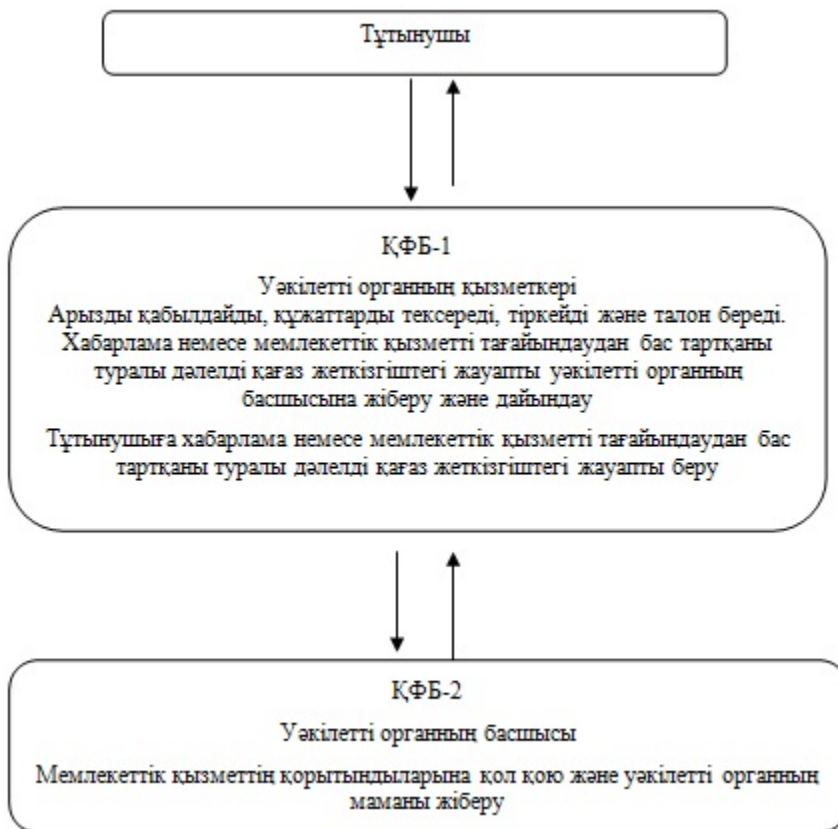 Тұтынушы
ҚФБ-1
Уәкілетті органның қызметкері
Арызды қабылдайды, құжаттарды тексереді, тіркейді және талон береді.
Хабарлама немесе мемлекеттік қызметті тағайындаудан бас тартқаны
туралы дәлелді қағаз жеткізгіштегі жауапты уәкілетті органның
басшысына жіберу және дайындау
Тұтынушыға хабарлама немесе мемлекеттік қызметті тағайындаудан бас
тартқаны туралы дәлелді қағаз жеткізгіштегі жауапты беру
ҚФБ-2
Уәкілетті органның басшысы
Мемлекеттік қызметтің қорытындыларына қол қою және уәкілетті органның
маманы жіберу